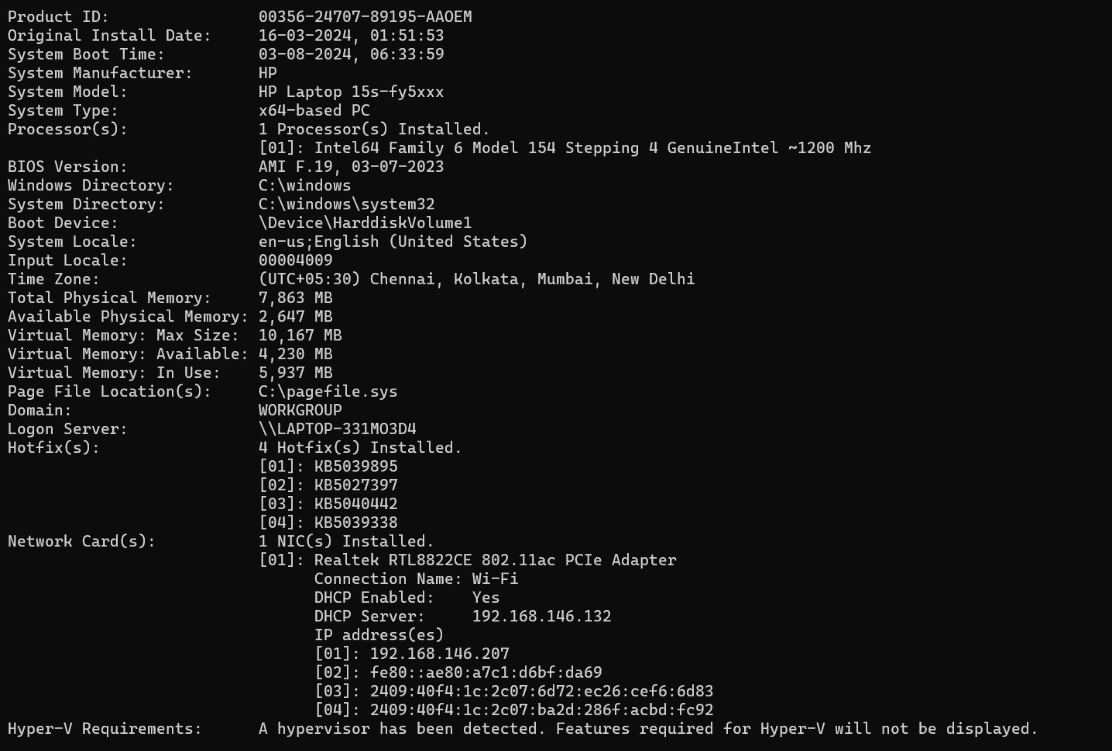 Product ID: 00356-24707-89195-AAOEM
Original Install Date: 16-03-2024, 01:51:53
System Boot Time: 03-08-2024, 06:33:59
System Manufacturer: HP
System Model: HP Laptop 15s-fy5xxx
System Type: x64-based PC
Processor(s): 1 Processor(s) Installed.
[01]: Intel64 Family 6 Model 154 Stepping 4 GenuineIntel ~1200 Mhz
BIOS Version: AMI F.19, 03-07-2023
Windows Directory: C:\windows
System Directory: C:\windows\system32
Boot Device: \Device\HarddiskVolume1
System Locale: en-us;English (United States)
Input Locale: 00004009
Time Zone: (UTC+05:30) Chennai, Kolkata, Mumbai, New Delhi
Total Physical Memory: 7,863 MB
Available Physical Memory: 2,647 MB
Virtual Memory: Max Size: 10,167 MB
Virtual Memory: Available: 4,230 MB
Virtual Memory: In Use: 5,937 MB
Page File Location(s): C:\pagefile.sys
Domain: WORKGROUP
Logon Server: \\LAPTOP-331MO3D4
Hotfix(s): 4 Hotfix(s) Installed.
[01]: KB5039895
[02]: KB5027397
[03]: KB5040442
[04]: KB5039338
Network Card(s): 1 NIC(s) Installed.
[01]: Realtek RTL8822CE 802.11ac PCIe Adapter
Connection Name: Wi-Fi
DHCP Enabled: Yes
DHCP Server: 192.168.146.132
IP address(es)
[01]: 192.168.146.207
[02]: fe80::ae80:a7c1:d6bf:da69
[03]: 2409:40f4:1c:2c07:6d72:ec26:cef6:6d83
[04]: 2409:40f4:1c:2c07:ba2d:286f:acbd:fc92
Hyper-V Requirements: A hypervisor has been detected. Features required for Hyper-V will not be displayed.